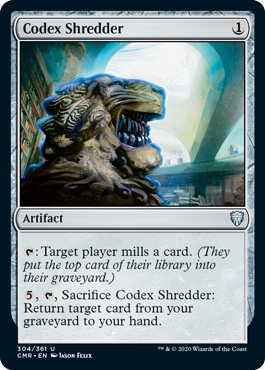 Codex Shredder 1
Artifact
: Target player mills a card. (They
put the top card of their library into
their graveyard.)
5, , Sacrifice Codex Shredder:
Return target card from your
graveyard to your hand.
304/361 U
CMR • EN JASON FELIX
™ & © 2020 Wizards of the Coast